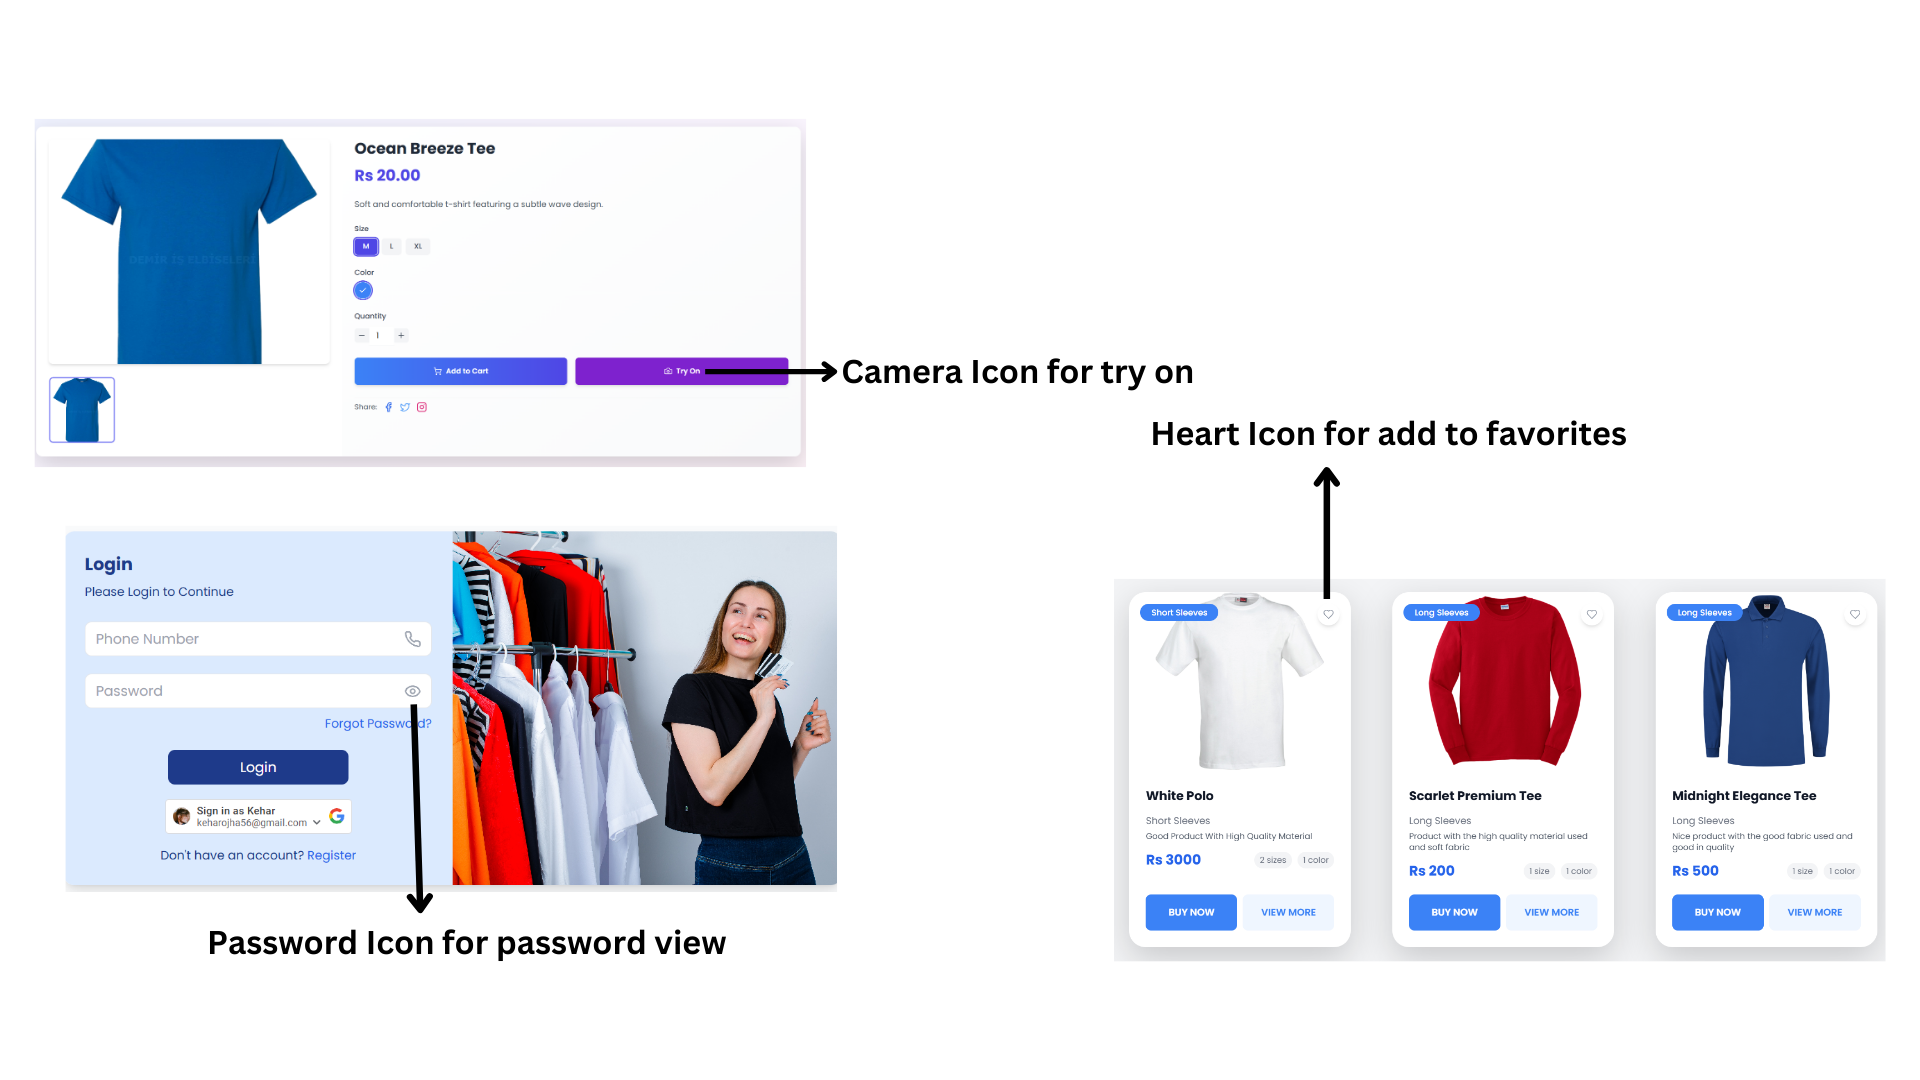 Ocean Breeze Tee
Rs 20.00
Soft and comfortable t-shirt featuring a subtle wave design.
Size
M L XL
Color
Quantity
− 1 +
Add to Cart
Try On
Share:
DEMİR İŞ ELBİSELERİ
Camera Icon for try on
Heart Icon for add to favorites
Login
Please Login to Continue
Phone Number
Password
Forgot Password?
Login
Sign in as Kehar
keharojha56@gmail.com
Don't have an account? Register
Password Icon for password view
Short Sleeves
White Polo
Short Sleeves
Good Product With High Quality Material
Rs 3000
2 sizes
1 color
BUY NOW
VIEW MORE
Long Sleeves
Scarlet Premium Tee
Long Sleeves
Product with the high quality material used
and soft fabric
Rs 200
1 size
1 color
BUY NOW
VIEW MORE
Long Sleeves
Midnight Elegance Tee
Long Sleeves
Nice product with the good fabric used and
good in quality
Rs 500
1 size
1 color
BUY NOW
VIEW MORE